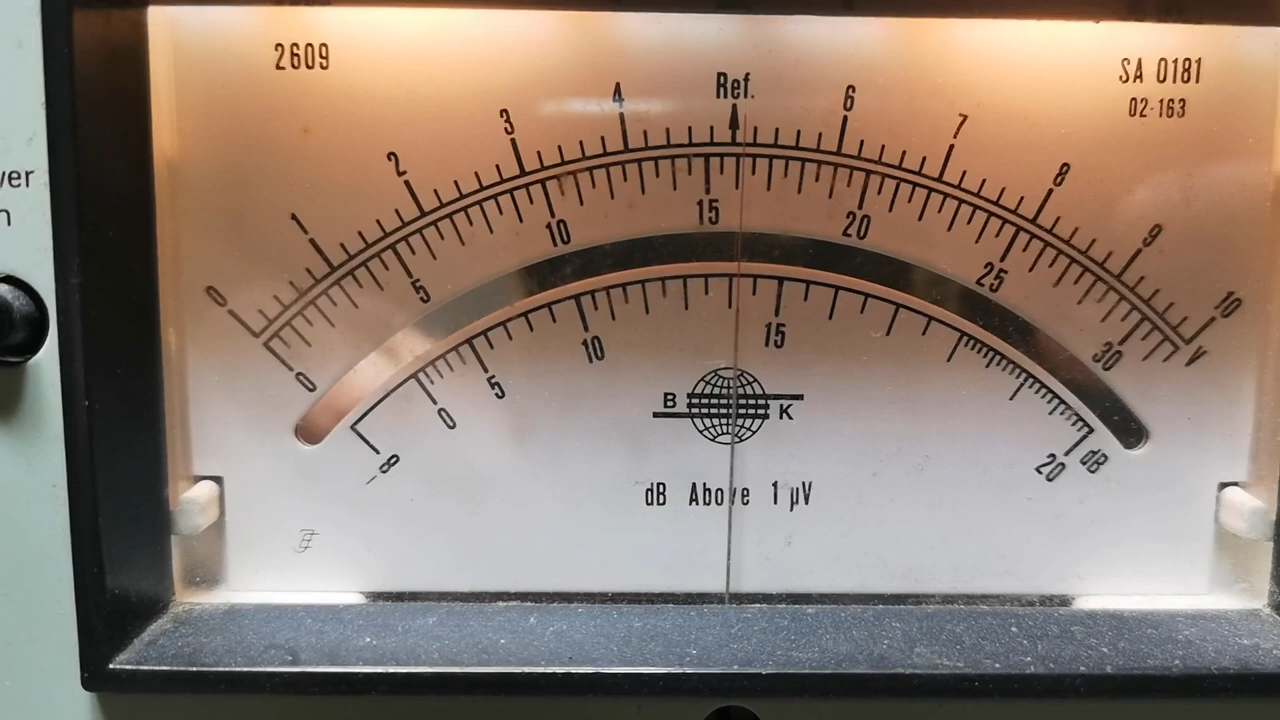 2609
SA 0181
02-163
Ref.
0 1 2 3 4 6 7 8 9 10
V
0 5 10 15 20 25 30
-8 0 5 10 15 20 dB
B K
dB Above 1 µV